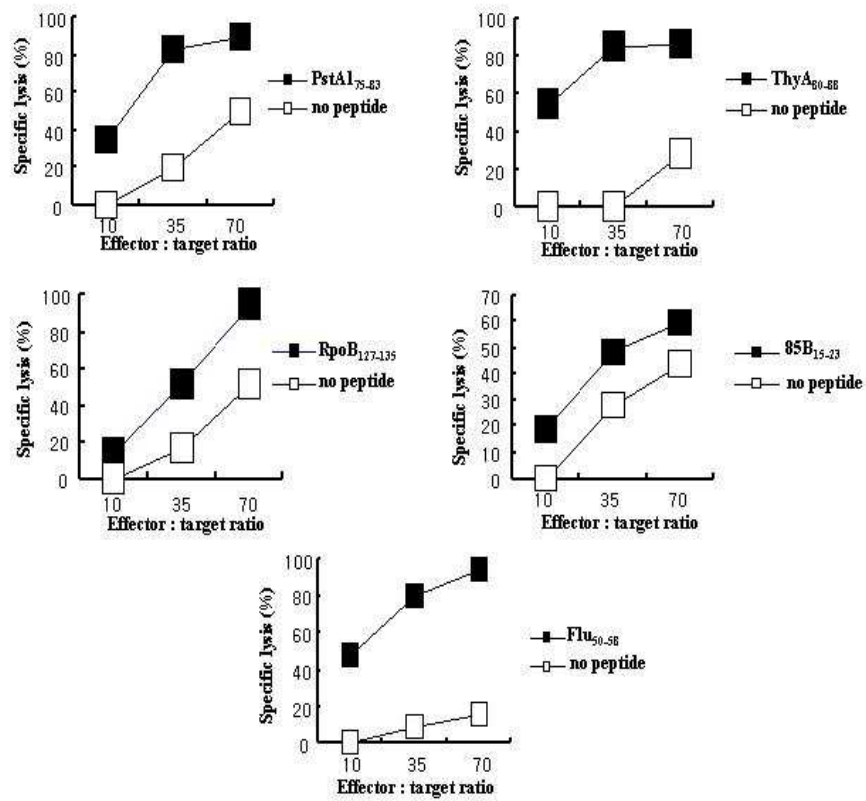 Specific lysis (%)
100
80
60
40
20
0
10 35 70
Effector : target ratio
PstA1₇₅₋₈₃
no peptide
Specific lysis (%)
100
80
60
40
20
0
10 35 70
Effector : target ratio
ThyA₈₀₋₈₈
no peptide
Specific lysis (%)
100
80
60
40
20
0
10 35 70
Effector : target ratio
RpoB₁₂₇₋₁₃₅
no peptide
Specific lysis (%)
70
60
50
40
30
20
10
0
10 35 70
Effector : target ratio
85B₁₅₋₂₃
no peptide
Specific lysis (%)
100
80
60
40
20
0
10 35 70
Effector : target ratio
Flu₅₀₋₅₈
no peptide